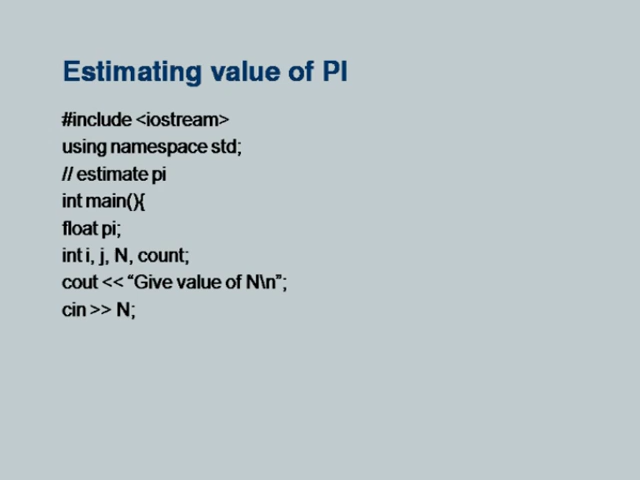 Estimating value of PI
#include <iostream>
using namespace std;
// estimate pi
int main(){
float pi;
int i, j, N, count;
cout << “Give value of N\n”;
cin >> N;